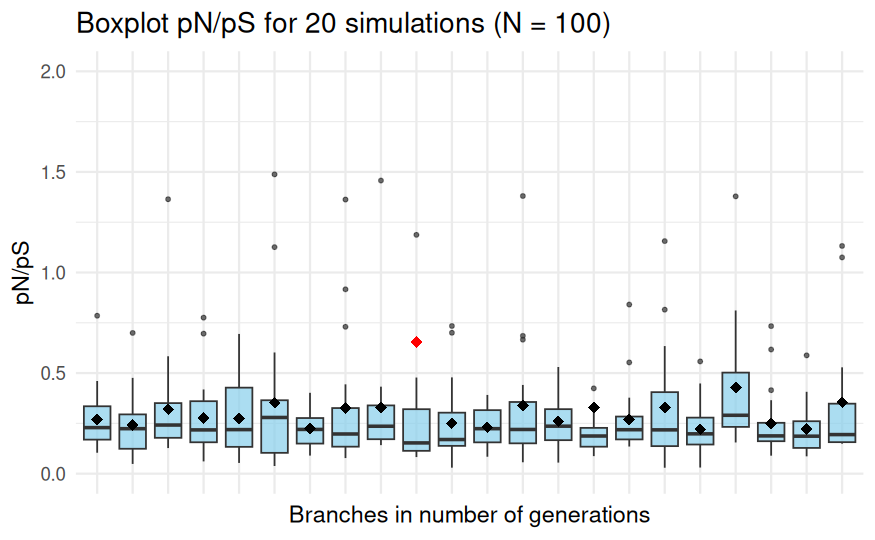 Boxplot pN/pS for 20 simulations (N = 100)
2.0
1.5
1.0
0.5
0.0
pN/pS
Branches in number of generations